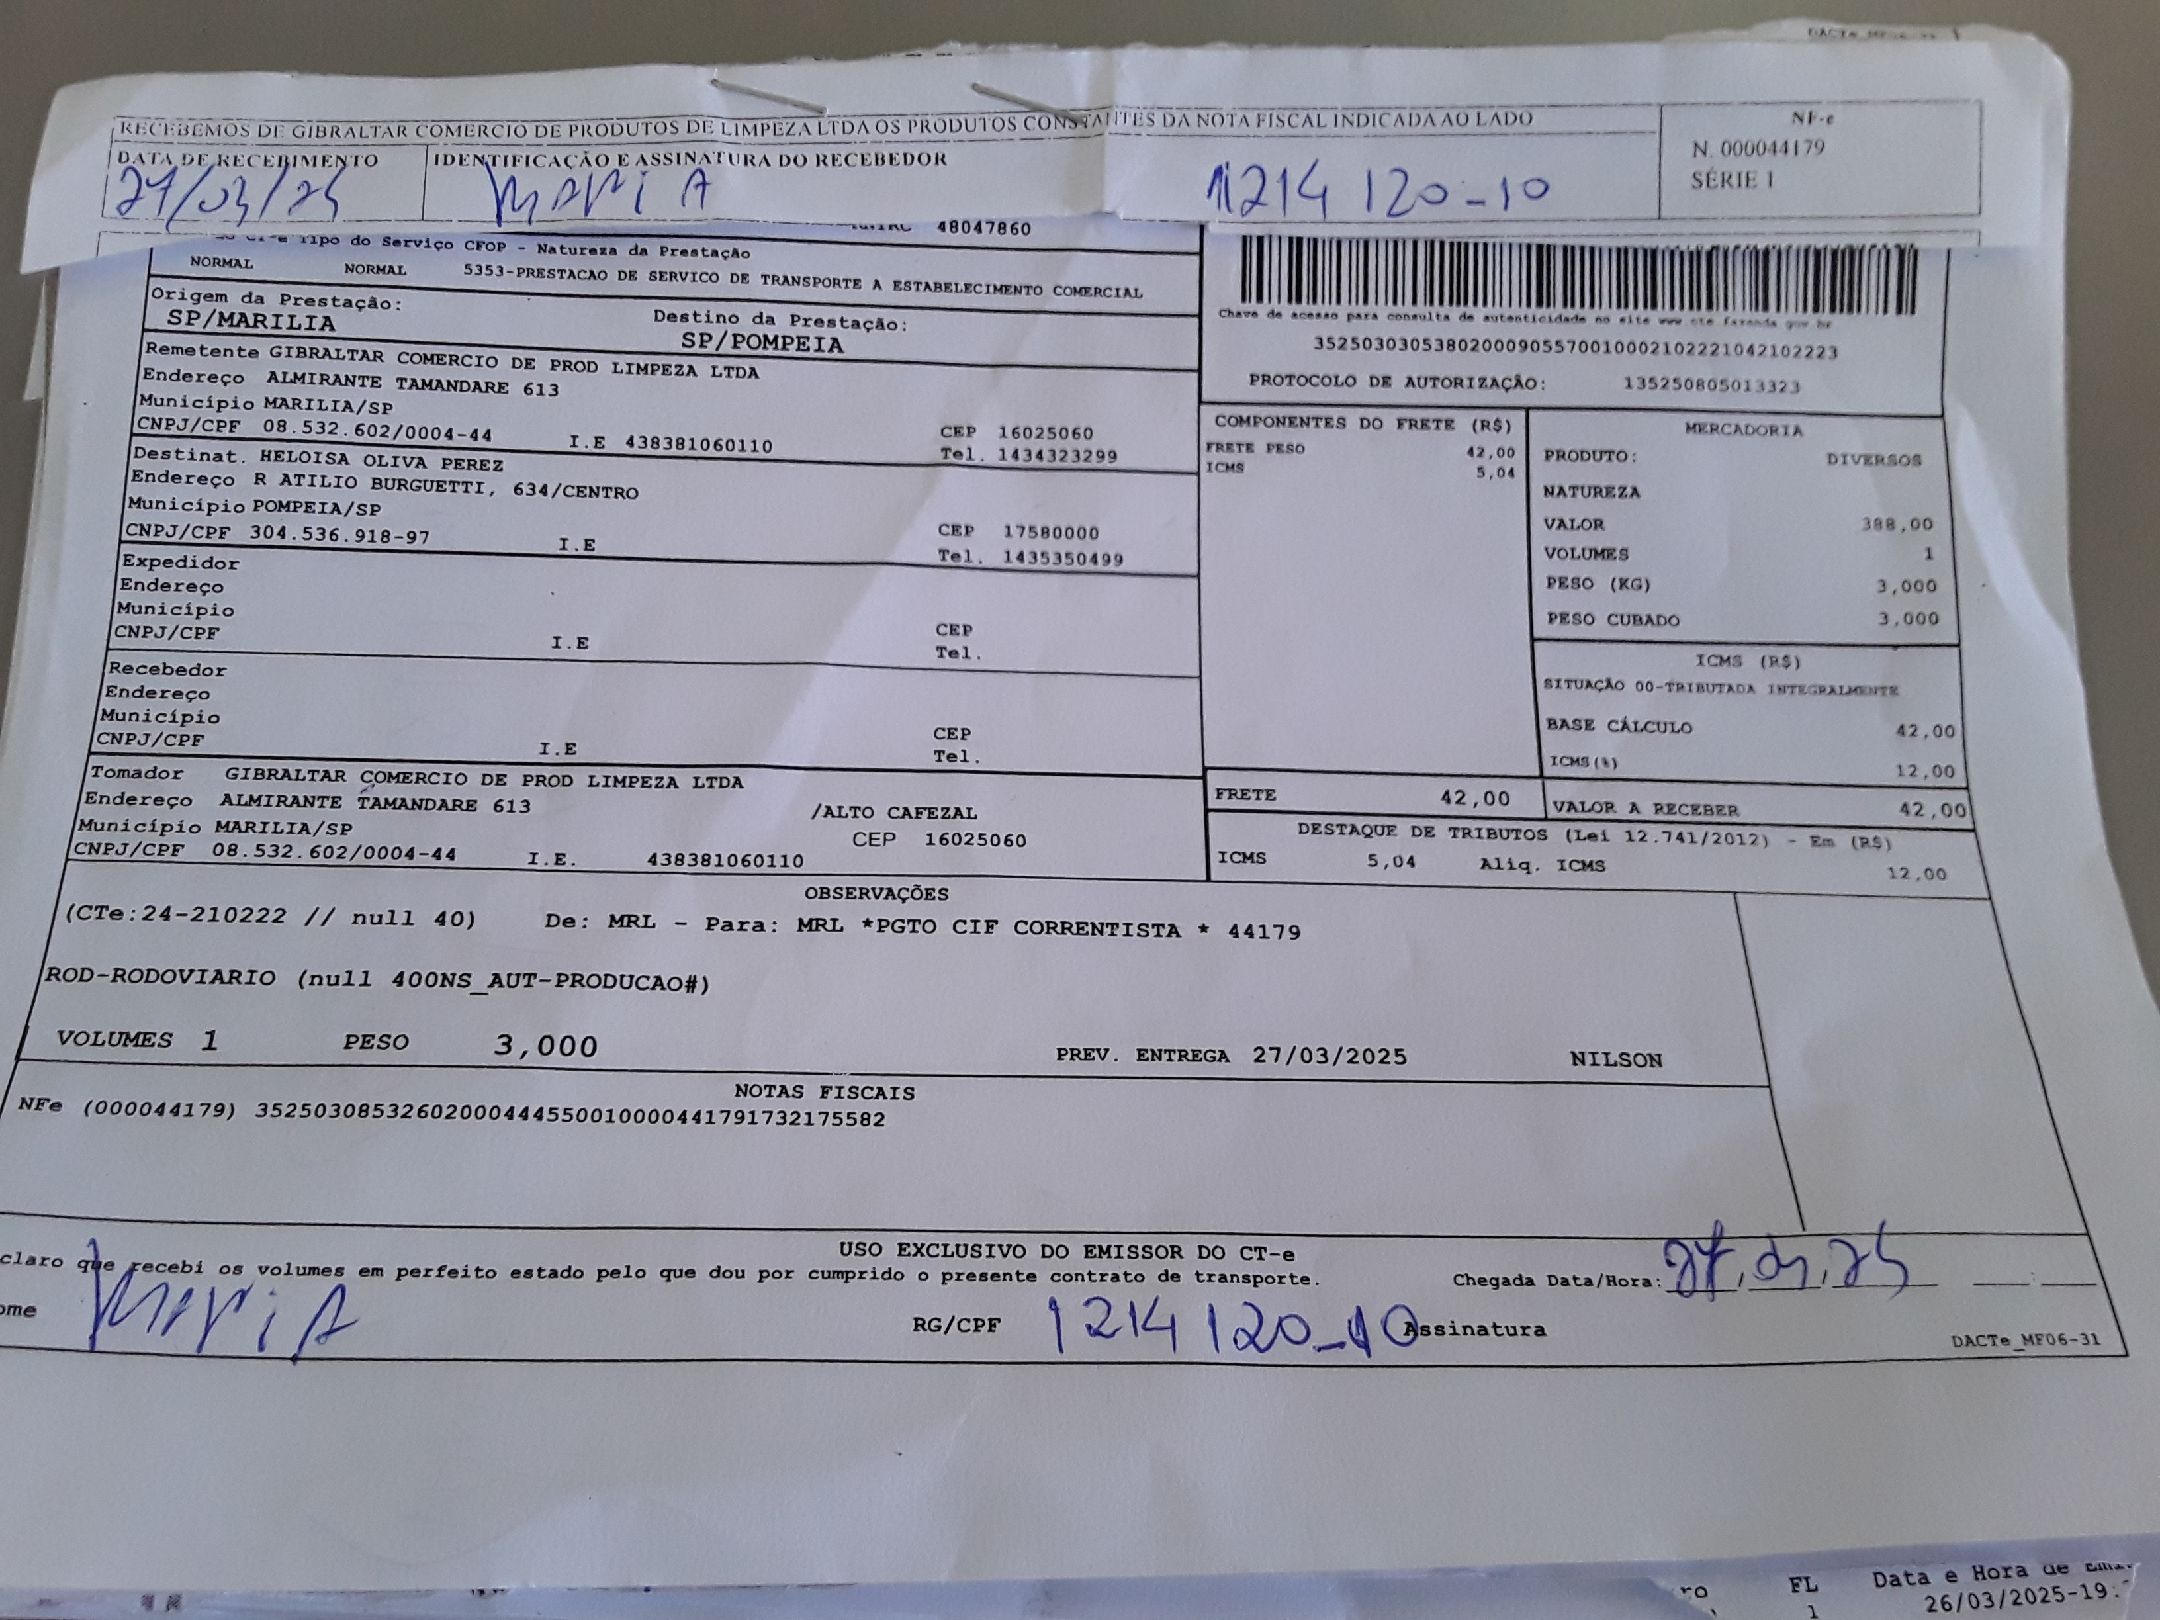 RECEBEMOS DE GIBRALTAR COMERCIO DE PRODUTOS DE LIMPEZA LTDA OS PRODUTOS CONSTANTES DA NOTA FISCAL INDICADA AO LADO
NF-e
N. 000044179
SÉRIE 1
DATA DE RECEBIMENTO
27/03/25
IDENTIFICAÇÃO E ASSINATURA DO RECEBEDOR
MARIA 1214120-10
48047860
Tipo do Serviço CFOP - Natureza da Prestação
NORMAL NORMAL 5353-PRESTACAO DE SERVICO DE TRANSPORTE A ESTABELECIMENTO COMERCIAL
Origem da Prestação:
SP/MARILIA
Destino da Prestação:
SP/POMPEIA
Chave de acesso para consulta de autenticidade no site www cte fazenda gov br
35250303053802000905570010002102221042102223
PROTOCOLO DE AUTORIZAÇÃO: 135250805013323
Remetente GIBRALTAR COMERCIO DE PROD LIMPEZA LTDA
Endereço ALMIRANTE TAMANDARE 613
Município MARILIA/SP CEP 16025060
CNPJ/CPF 08.532.602/0004-44 I.E 438381060110 Tel. 1434323299
Destinat. HELOISA OLIVA PEREZ
Endereço R ATILIO BURGUETTI, 634/CENTRO
Município POMPEIA/SP CEP 17580000
CNPJ/CPF 304.536.918-97 I.E Tel. 1435350499
Expedidor
Endereço
Município CEP
CNPJ/CPF I.E Tel.
Recebedor
Endereço
Município CEP
CNPJ/CPF I.E Tel.
Tomador GIBRALTAR COMERCIO DE PROD LIMPEZA LTDA
Endereço ALMIRANTE TAMANDARE 613 /ALTO CAFEZAL
Município MARILIA/SP CEP 16025060
CNPJ/CPF 08.532.602/0004-44 I.E. 438381060110
COMPONENTES DO FRETE (R$)
FRETE PESO 42,00
ICMS 5,04
MERCADORIA
PRODUTO: DIVERSOS
NATUREZA
VALOR 388,00
VOLUMES 1
PESO (KG) 3,000
PESO CUBADO 3,000
ICMS (R$)
SITUAÇÃO 00-TRIBUTADA INTEGRALMENTE
BASE CÁLCULO 42,00
ICMS(%) 12,00
FRETE 42,00 VALOR A RECEBER 42,00
DESTAQUE DE TRIBUTOS (Lei 12.741/2012) - Em (R$)
ICMS 5,04 Aliq. ICMS 12,00
OBSERVAÇÕES
(CTe:24-210222 // null 40) De: MRL - Para: MRL *PGTO CIF CORRENTISTA * 44179
ROD-RODOVIARIO (null 400NS_AUT-PRODUCAO#)
VOLUMES 1 PESO 3,000 PREV. ENTREGA 27/03/2025 NILSON
NOTAS FISCAIS
NFe (000044179) 35250308532602000444550010000441791732175582
USO EXCLUSIVO DO EMISSOR DO CT-e
claro que recebi os volumes em perfeito estado pelo que dou por cumprido o presente contrato de transporte. Chegada Data/Hora: 27, 03, 25 :
ome MARIA RG/CPF 1214120-10 Assinatura
DACTe_MF06-31
FL Data e Hora de
1 26/03/2025-19: